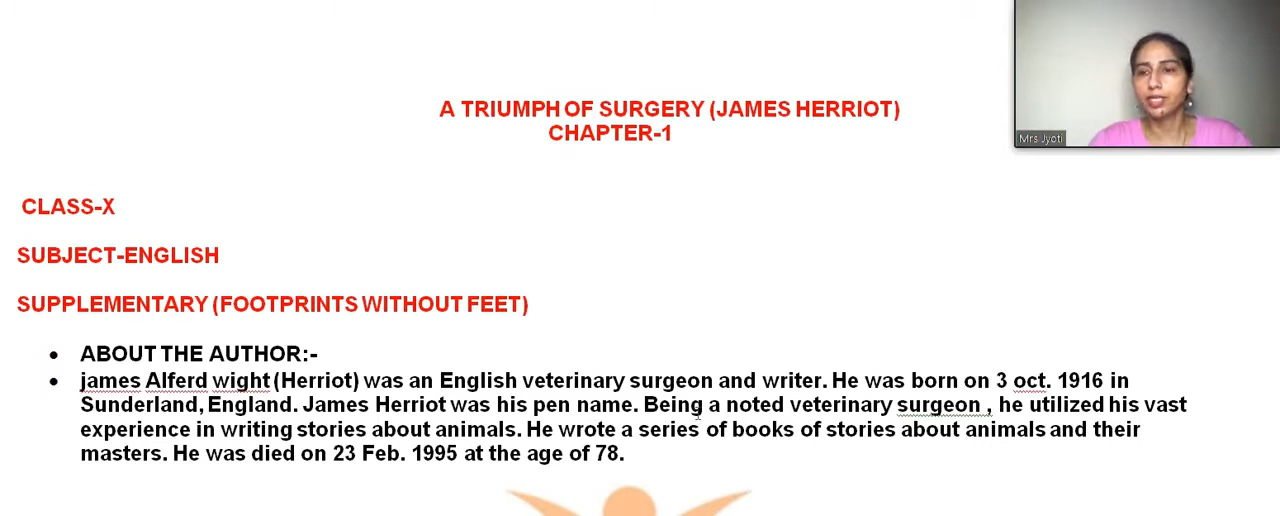 A TRIUMPH OF SURGERY (JAMES HERRIOT)
CHAPTER-1
Mrs Jyoti
CLASS-X
SUBJECT-ENGLISH
SUPPLEMENTARY (FOOTPRINTS WITHOUT FEET)
• ABOUT THE AUTHOR:-
• james Alferd wight (Herriot) was an English veterinary surgeon and writer. He was born on 3 oct. 1916 in
Sunderland, England. James Herriot was his pen name. Being a noted veterinary surgeon , he utilized his vast
experience in writing stories about animals. He wrote a series of books of stories about animals and their
masters. He was died on 23 Feb. 1995 at the age of 78.